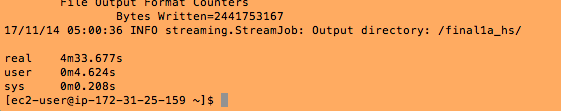 File Output Format Counters
Bytes Written=2441753167
17/11/14 05:00:36 INFO streaming.StreamJob: Output directory: /final1a_hs/
real 4m33.677s
user 0m4.624s
sys 0m0.208s
[ec2-user@ip-172-31-25-159 ~]$